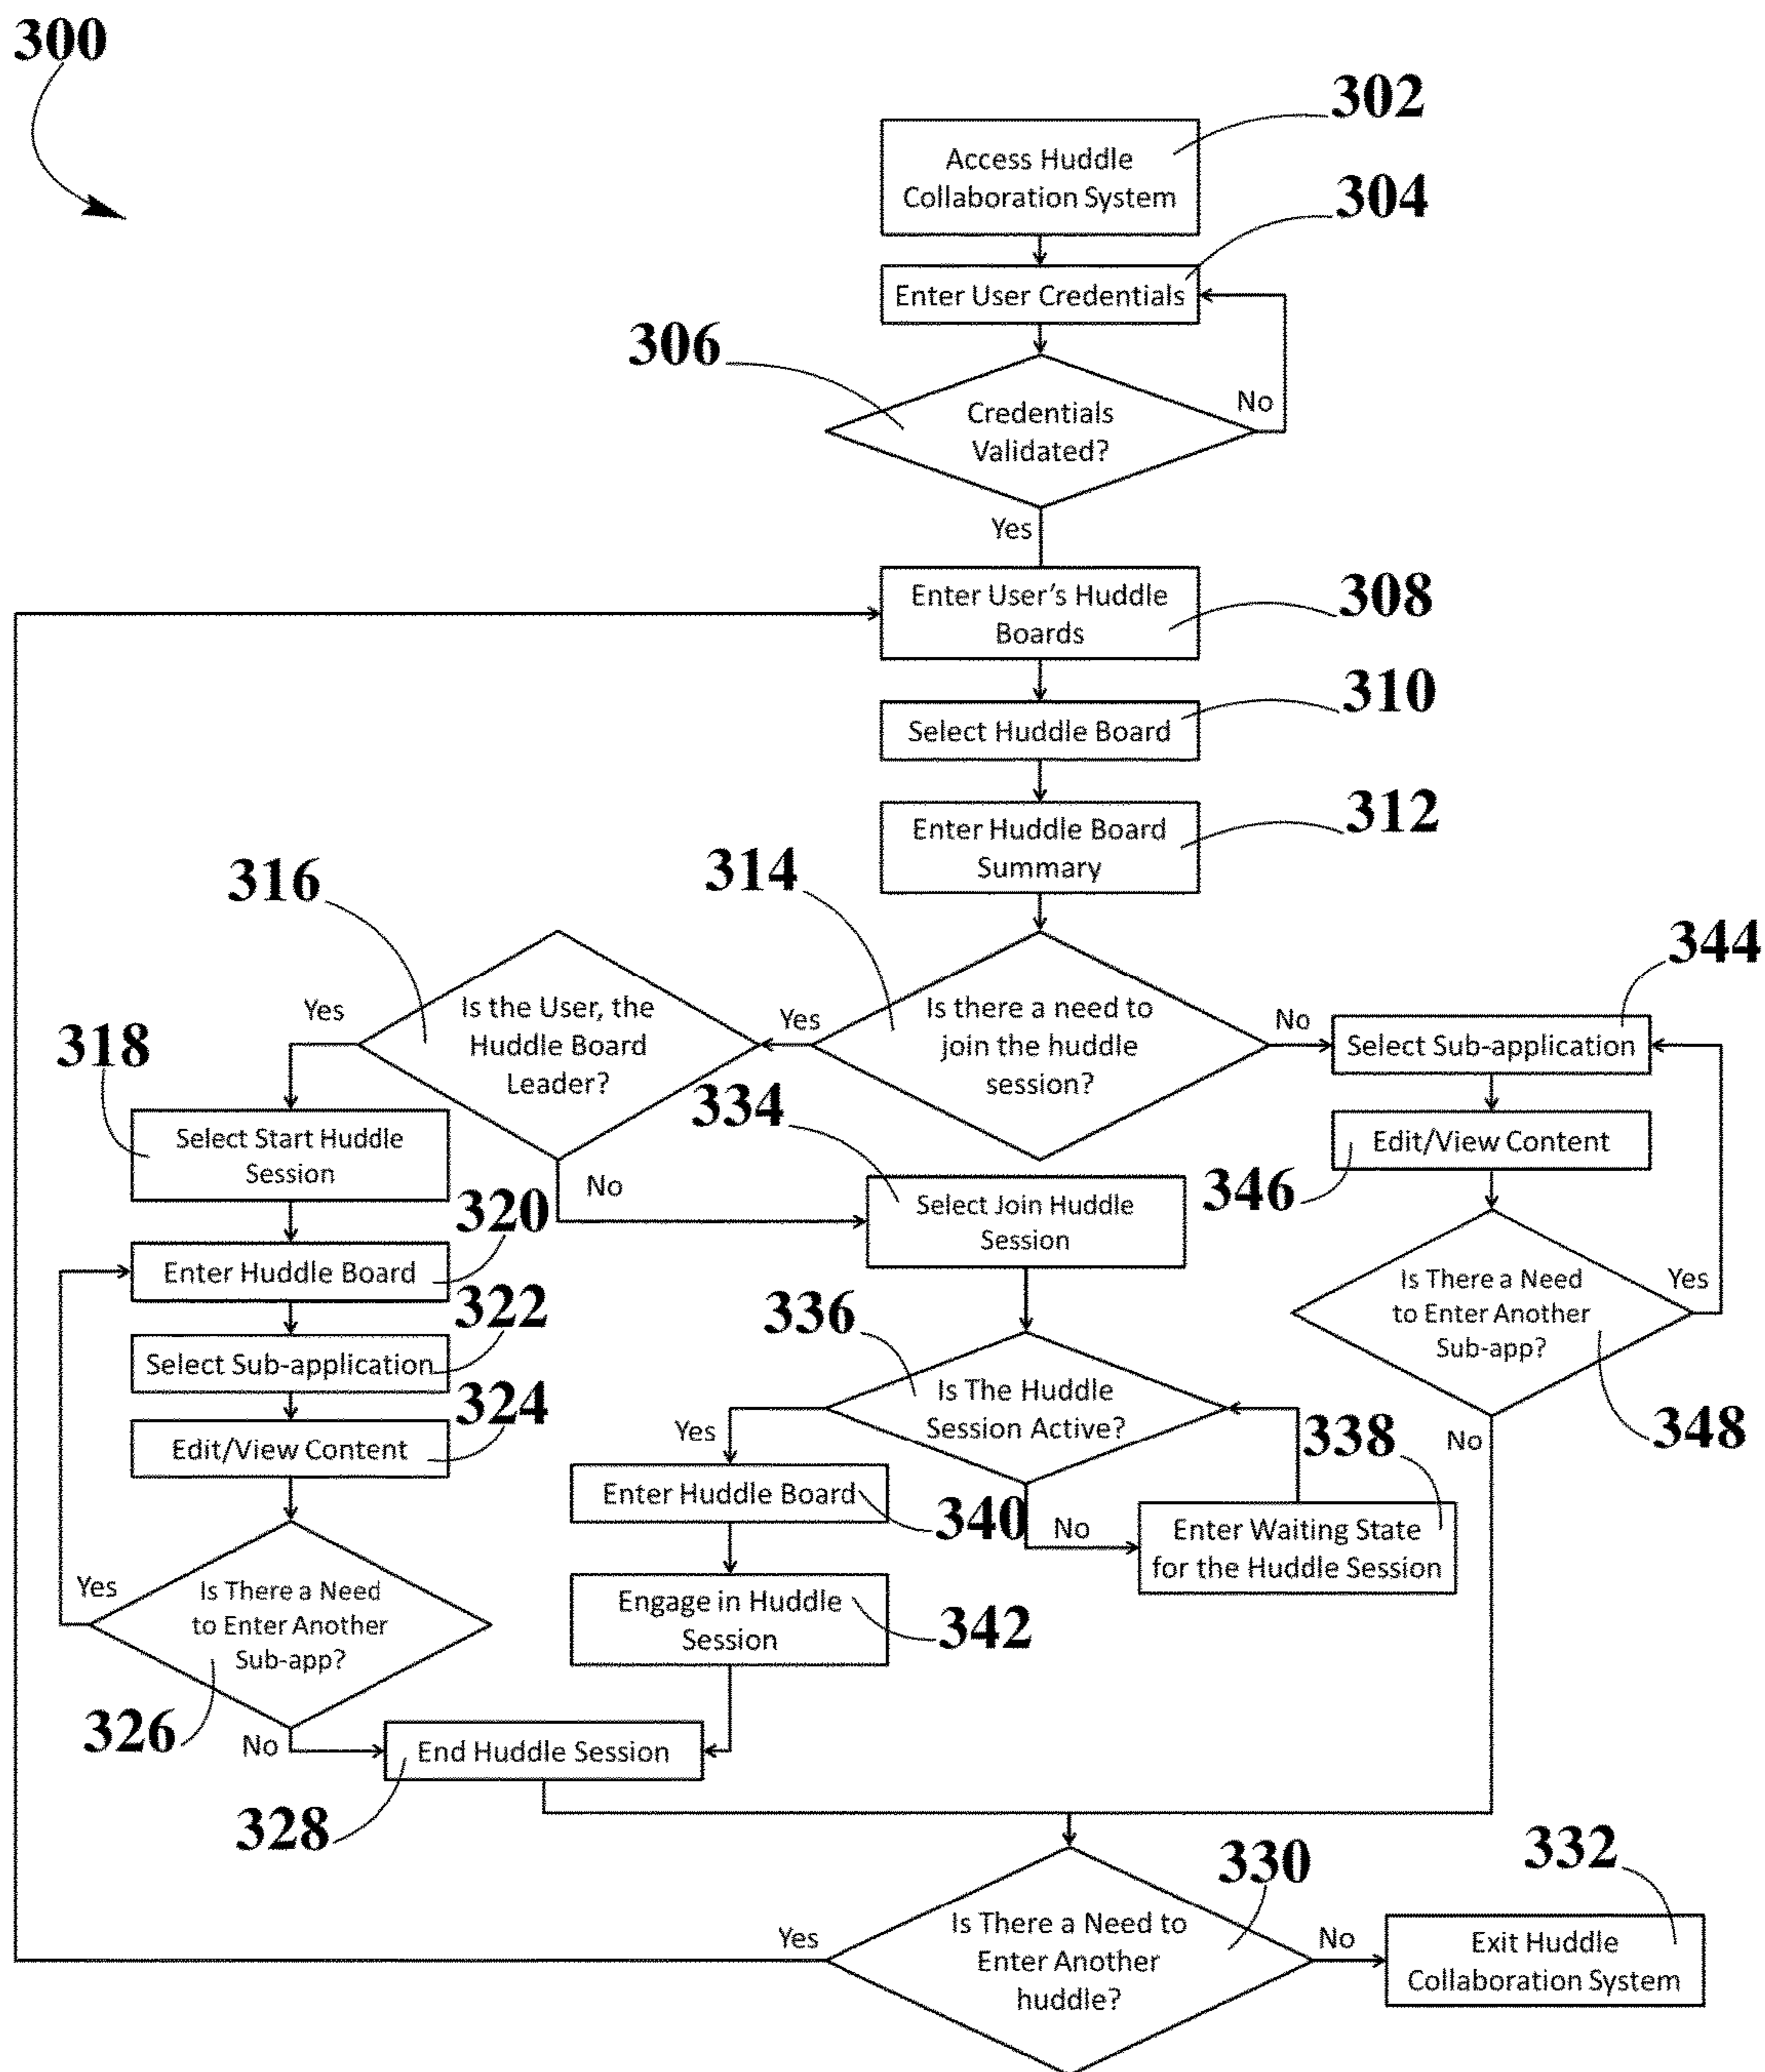 300
302
Access Huddle
Collaboration System
304
Enter User Credentials
306
Credentials
Validated?
No
Yes
Enter User's Huddle
Boards
308
310
Select Huddle Board
312
Enter Huddle Board
Summary
314
316
344
Is the User, the
Huddle Board
Leader?
Yes
Yes
Is there a need to
join the huddle
session?
No
Select Sub-application
318
334
Select Start Huddle
Session
No
Select Join Huddle
Session
Edit/View Content
346
320
Enter Huddle Board
322
Select Sub-application
324
Edit/View Content
336
Is The Huddle
Session Active?
Yes
Is There a Need
to Enter Another
Sub-app?
Yes
348
No
338
Enter Huddle Board
340
No
Enter Waiting State
for the Huddle Session
Yes
Is There a Need
to Enter Another
Sub-app?
Engage in Huddle
Session
342
326
No
End Huddle Session
328
330
332
Yes
Is There a Need to
Enter Another
huddle?
No
Exit Huddle
Collaboration System